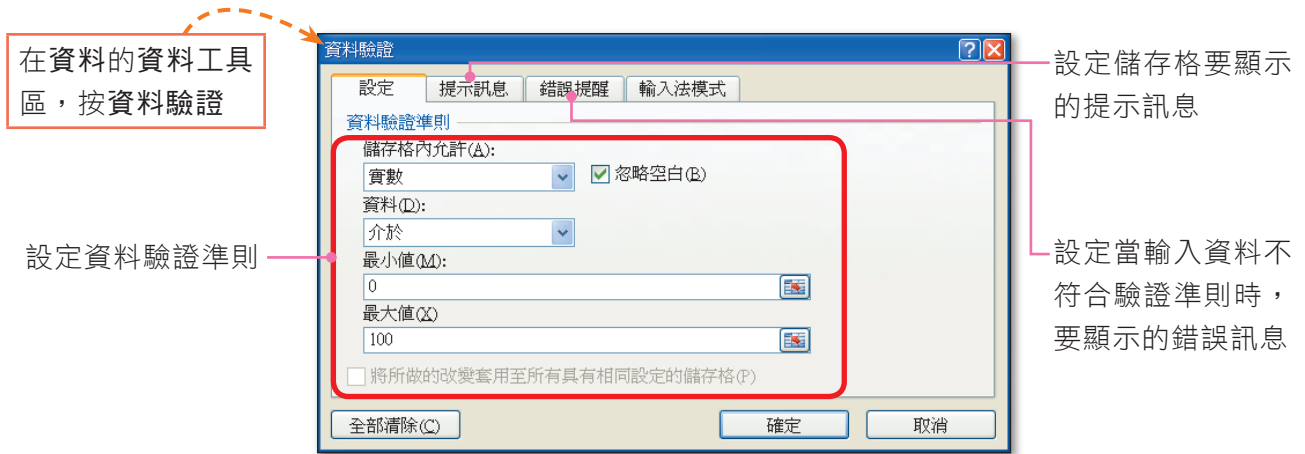 在資料的資料工具
區，按資料驗證
資料驗證
設定
提示訊息
錯誤提醒
輸入法模式
資料驗證準則
儲存格內允許(A):
實數
忽略空白(B)
資料(D):
介於
最小值(M):
0
最大值(X)
100
將所做的改變套用至所有具有相同設定的儲存格(P)
全部清除(C)
確定
取消
設定資料驗證準則
設定儲存格要顯示
的提示訊息
設定當輸入資料不
符合驗證準則時，
要顯示的錯誤訊息